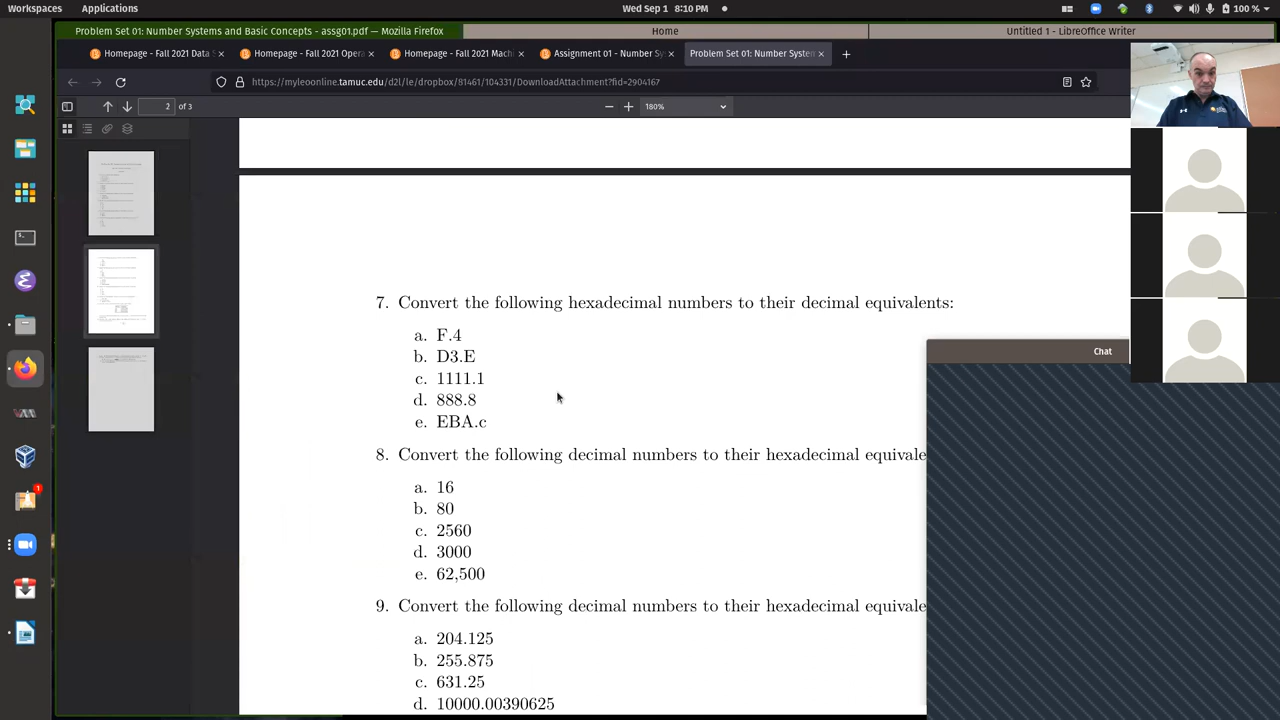 Workspaces Applications Wed Sep 1 8:10 PM 100 %
Problem Set 01: Number Systems and Basic Concepts - assg01.pdf — Mozilla Firefox Home Untitled 1 - LibreOffice Writer
Homepage - Fall 2021 Data S Homepage - Fall 2021 Opera Homepage - Fall 2021 Machi Assignment 01 - Number Sys Problem Set 01: Number System
https://myleoonline.tamuc.edu/d2l/le/dropbox/81461/104331/DownloadAttachment?fid=2904167
2 of 3 180%
7. Convert the following hexadecimal numbers to their decimal equivalents:
a. F.4
b. D3.E
c. 1111.1
d. 888.8
e. EBA.c
Chat
8. Convert the following decimal numbers to their hexadecimal equivale
a. 16
b. 80
c. 2560
d. 3000
e. 62,500
9. Convert the following decimal numbers to their hexadecimal equivale
a. 204.125
b. 255.875
c. 631.25
d. 10000.00390625
1